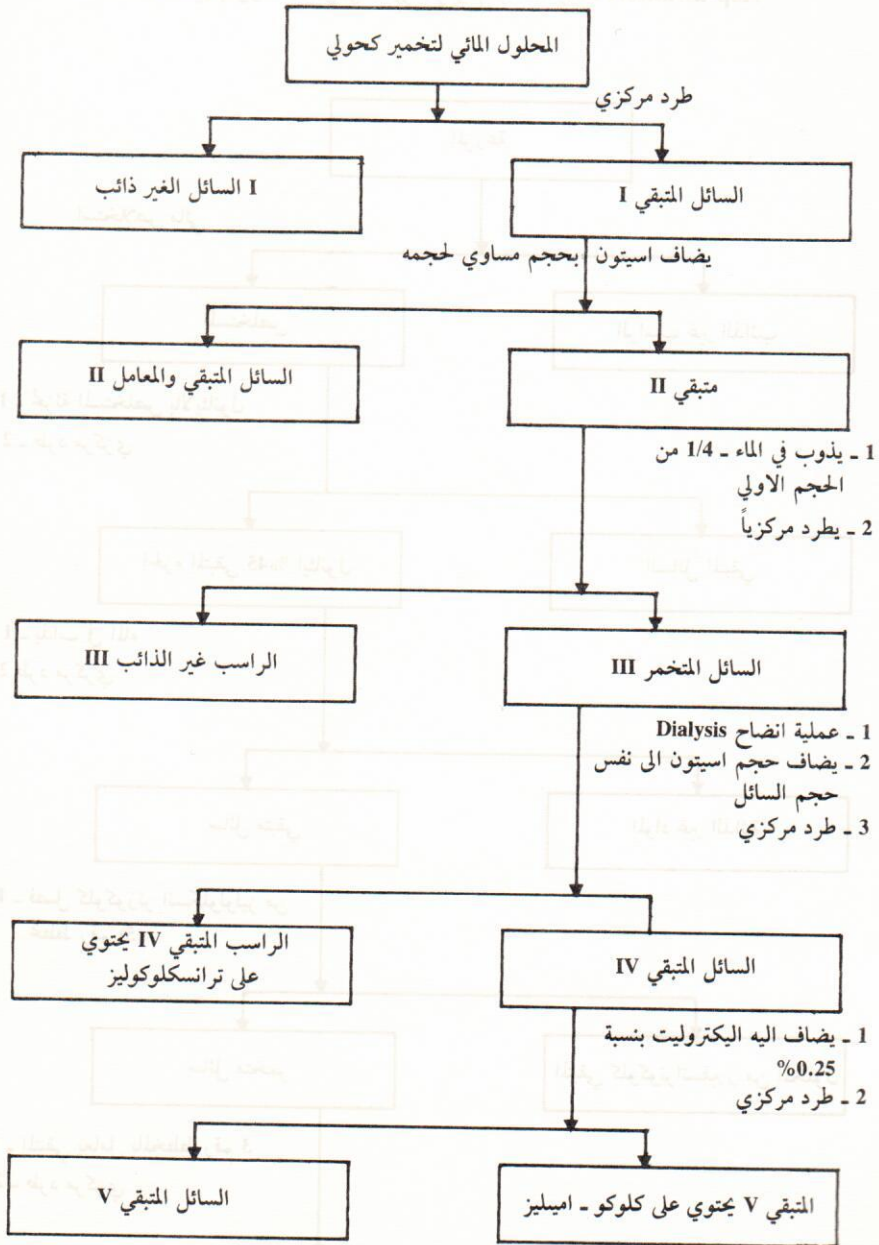 المحلول المائي لتخمير كحولي
طرد مركزي
السائل المتبقي I
I السائل الغير ذائب
يضاف اسيتون بحجم مساوي لحجمه
متبقي II
السائل المتبقي والمعامل II
1 ـ يذوب في الماء ـ 1/4 من
الحجم الاولي
2 ـ يطرد مركزياً
السائل المتخمر III
الراسب غير الذائب III
1 ـ عملية انضاح Dialysis
2 ـ يضاف حجم اسيتون الى نفس
حجم السائل
3 ـ طرد مركزي
السائل المتبقي IV
الراسب المتبقي IV يحتوي
على ترانسكلوكوليز
1 ـ يضاف اليه اليكتروليت بنسبة
%0.25
2 ـ طرد مركزي
المتبقي V يحتوي على كلوكو ـ اميليز
السائل المتبقي V